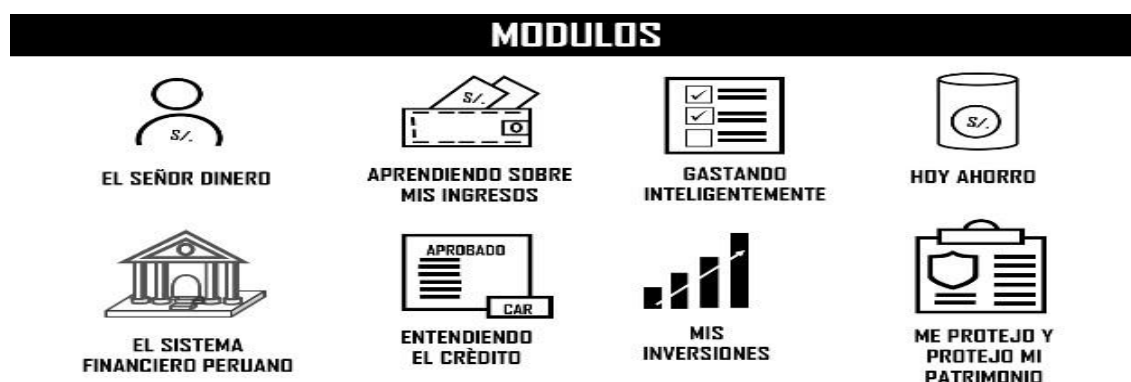 MODULOS
S/.
EL SEÑOR DINERO
S/.
APRENDIENDO SOBRE
MIS INGRESOS
GASTANDO
INTELIGENTEMENTE
S/.
HOY AHORRO
EL SISTEMA
FINANCIERO PERUANO
APROBADO
CAR
ENTENDIENDO
EL CRÈDITO
MIS
INVERSIONES
ME PROTEJO Y
PROTEJO MI
PATRIMONIO